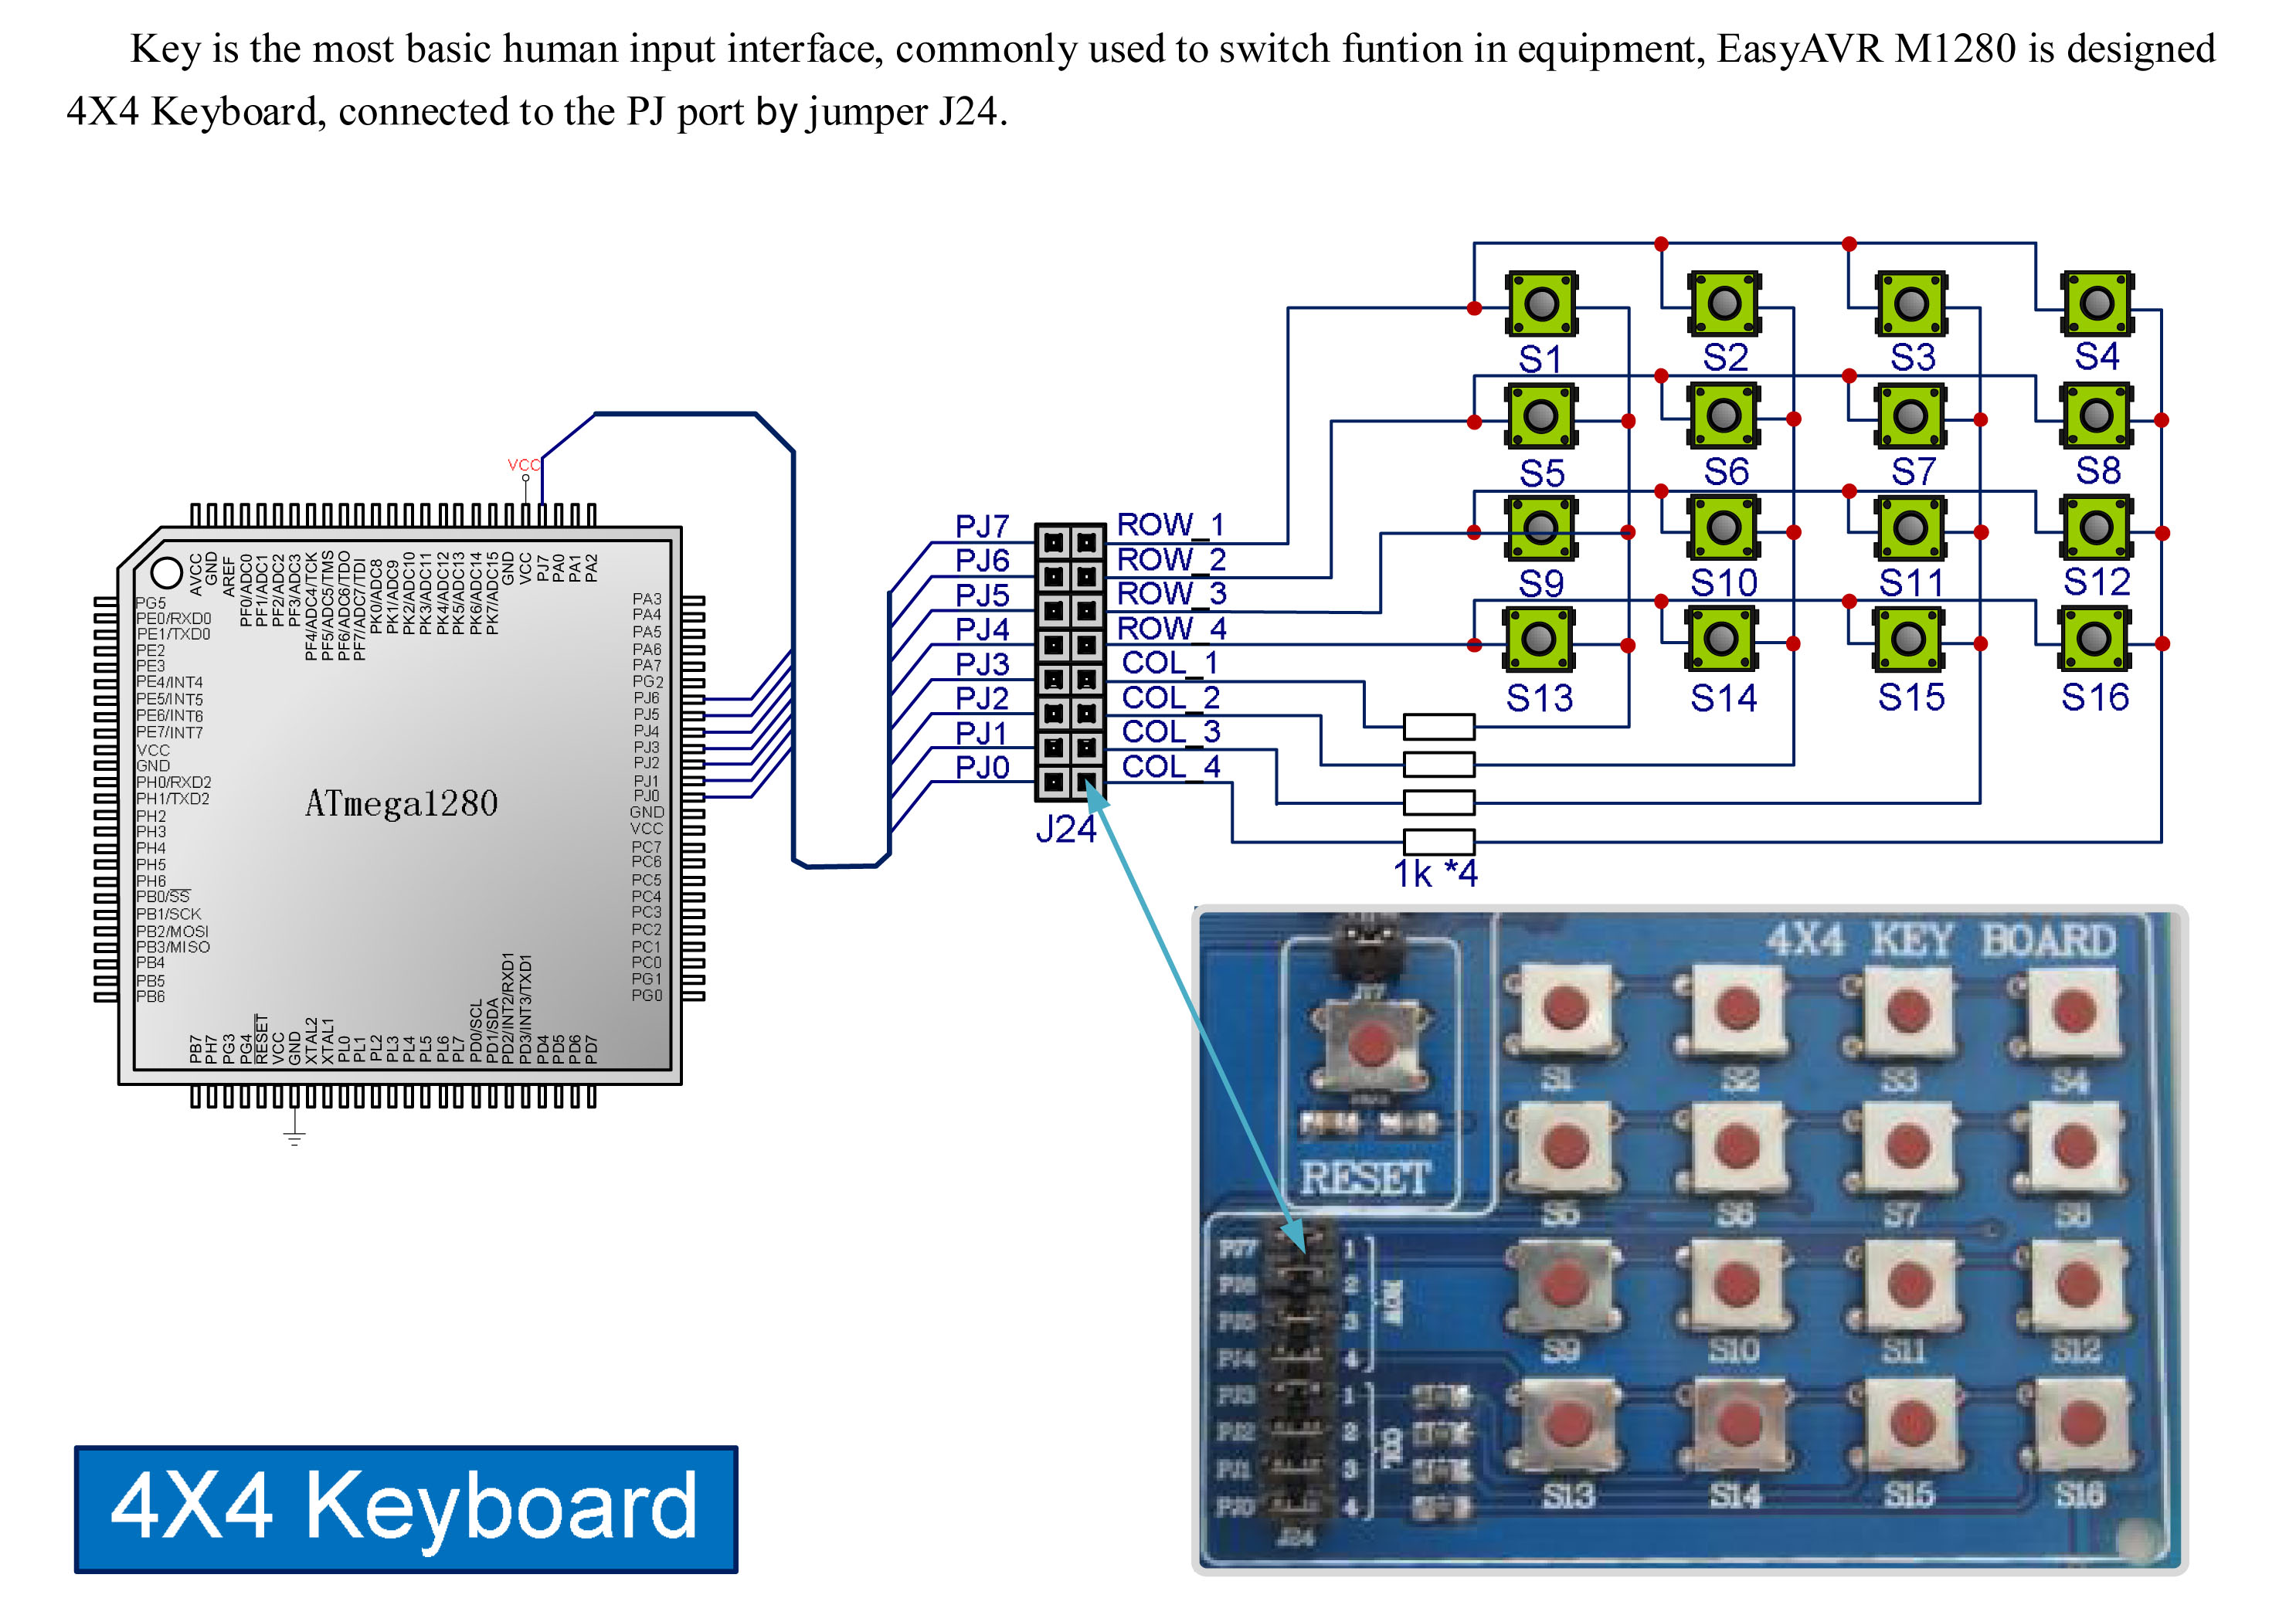 Key is the most basic human input interface, commonly used to switch funtion in equipment, EasyAVR M1280 is designed
4X4 Keyboard, connected to the PJ port by jumper J24.
S1 S2 S3 S4
S5 S6 S7 S8
S9 S10 S11 S12
S13 S14 S15 S16
VCC
PJ7 ROW_1
PJ6 ROW_2
PJ5 ROW_3
PJ4 ROW_4
PJ3 COL_1
PJ2 COL_2
PJ1 COL_3
PJ0 COL_4
J24
1k *4
AVCC
GND
AREF
PF0/ADC0
PF1/ADC1
PF2/ADC2
PF3/ADC3
PF4/ADC4/TCK
PF5/ADC5/TMS
PF6/ADC6/TDO
PF7/ADC7/TDI
PK0/ADC8
PK1/ADC9
PK2/ADC10
PK3/ADC11
PK4/ADC12
PK5/ADC13
PK6/ADC14
PK7/ADC15
GND
VCC
PJ7
PA0
PA1
PA2
PG5
PE0/RXD0
PE1/TXD0
PE2
PE3
PE4/INT4
PE5/INT5
PE6/INT6
PE7/INT7
VCC
GND
PH0/RXD2
PH1/TXD2
PH2
PH3
PH4
PH5
PH6
PB0/SS
PB1/SCK
PB2/MOSI
PB3/MISO
PB4
PB5
PB6
ATmega1280
PA3
PA4
PA5
PA6
PA7
PG2
PJ6
PJ5
PJ4
PJ3
PJ2
PJ1
PJ0
GND
VCC
PC7
PC6
PC5
PC4
PC3
PC2
PC1
PC0
PG1
PG0
PB7
PH7
PG3
PG4
RESET
VCC
GND
XTAL2
XTAL1
PL0
PL1
PL2
PL3
PL4
PL5
PL6
PL7
PD0/SCL
PD1/SDA
PD2/INT2/RXD1
PD3/INT3/TXD1
PD4
PD5
PD6
PD7
4X4 KEY BOARD
S1 S2 S3 S4
RESET
S5 S6 S7 S8
S9 S10 S11 S12
S13 S14 S15 S16
PJ7 1
PJ6 2
PJ5 3
PJ4 4
ROW
PJ3 1
PJ2 2
PJ1 3
PJ0 4
COL
J24
4X4 Keyboard